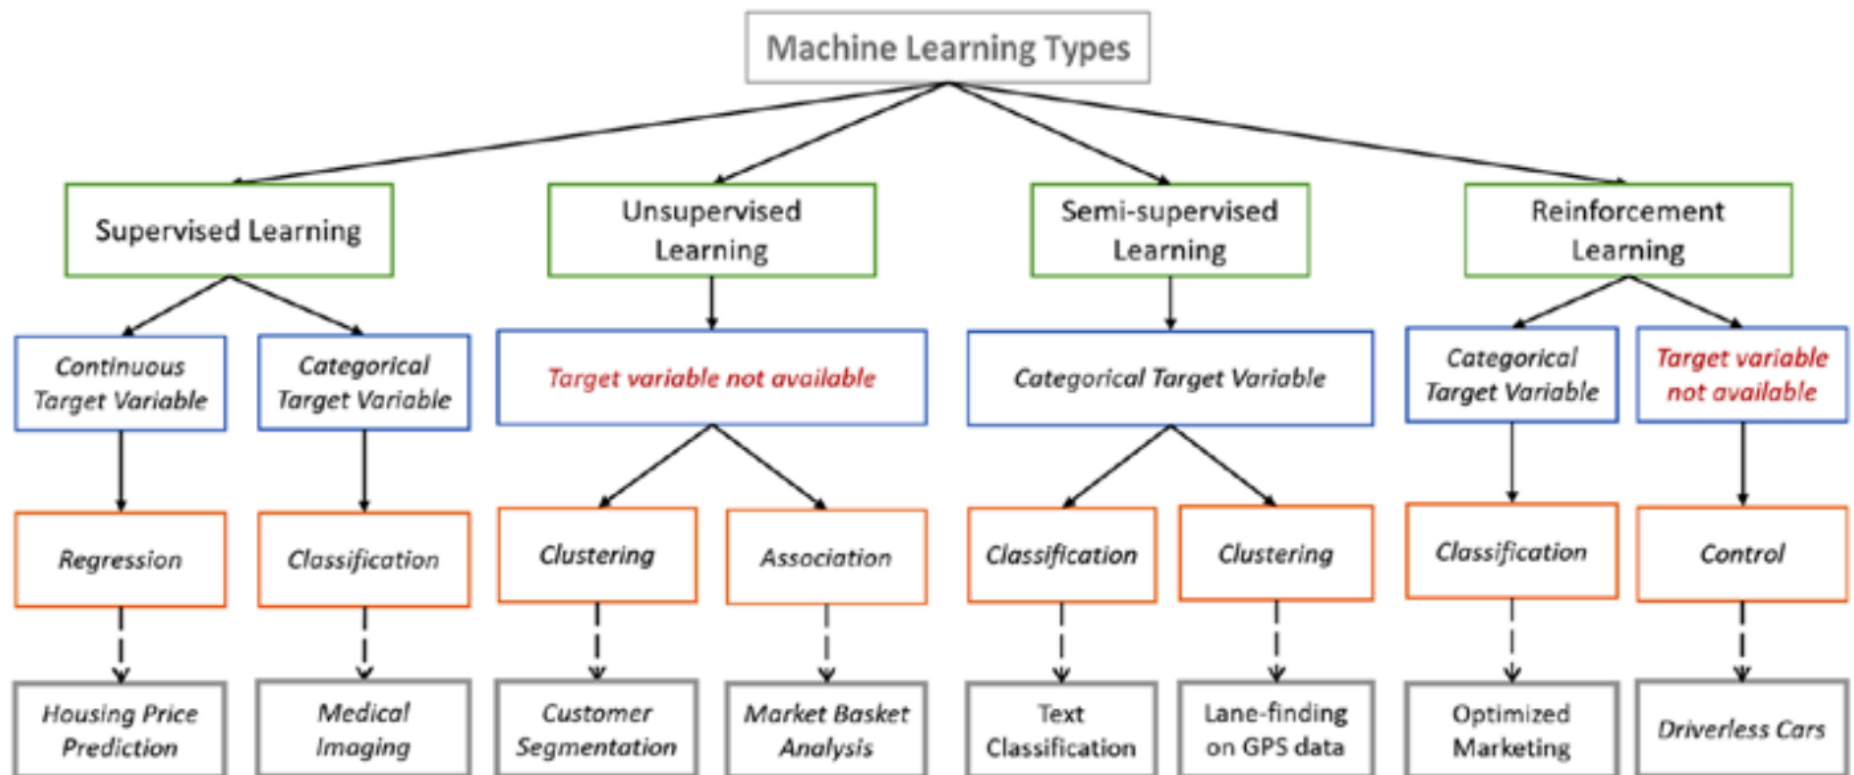 Machine Learning Types
Supervised Learning
Unsupervised
Learning
Semi-supervised
Learning
Reinforcement
Learning
Continuous
Target Variable
Categorical
Target Variable
Target variable not available
Categorical Target Variable
Categorical
Target Variable
Target variable
not available
Regression
Classification
Clustering
Association
Classification
Clustering
Classification
Control
Housing Price
Prediction
Medical
Imaging
Customer
Segmentation
Market Basket
Analysis
Text
Classification
Lane-finding
on GPS data
Optimized
Marketing
Driverless Cars